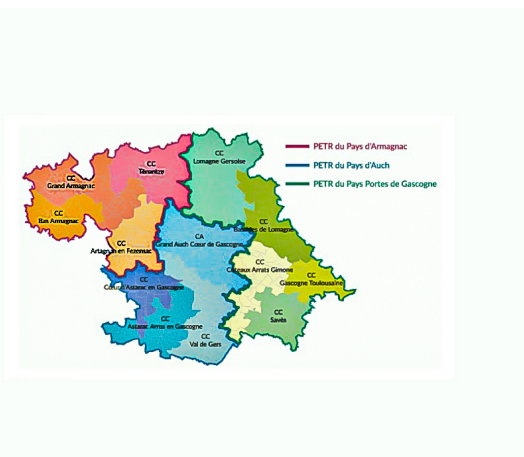 PETR du Pays d'Armagnac
PETR du Pays d'Auch
PETR du Pays Portes de Gascogne
CC
Lomagne Gersoise
CC
Ténarèze
CC
Grand Armagnac
CC
Bas Armagnac
CC
Bastides de Lomagne
CA
Grand Auch Cœur de Gascogne
CC
Artagnan en Fezensac
CC
Coteaux Arrats Gimone
CC
Gascogne Toulousaine
CC
Cœur d'Astarac en Gascogne
CC
Savès
CC
Astarac Arros en Gascogne
CC
Val de Gers